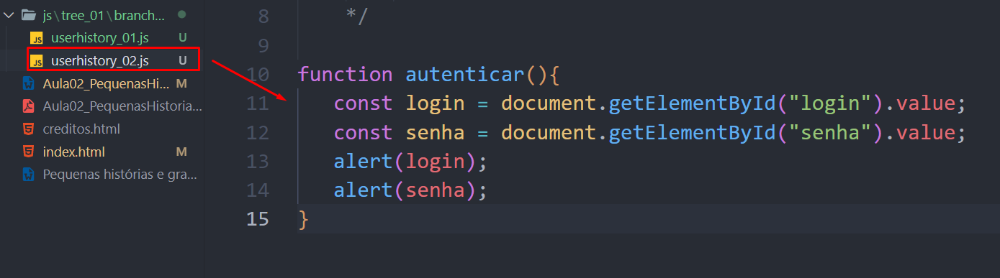 js\tree_01\branch...
JS userhistory_01.js U
JS userhistory_02.js U
Aula02_PequenasHi... M
Aula02_PequenasHistoria...
creditos.html
index.html M
Pequenas histórias e gra...
8 */
9
10 function autenticar(){
11 const login = document.getElementById("login").value;
12 const senha = document.getElementById("senha").value;
13 alert(login);
14 alert(senha);
15 }